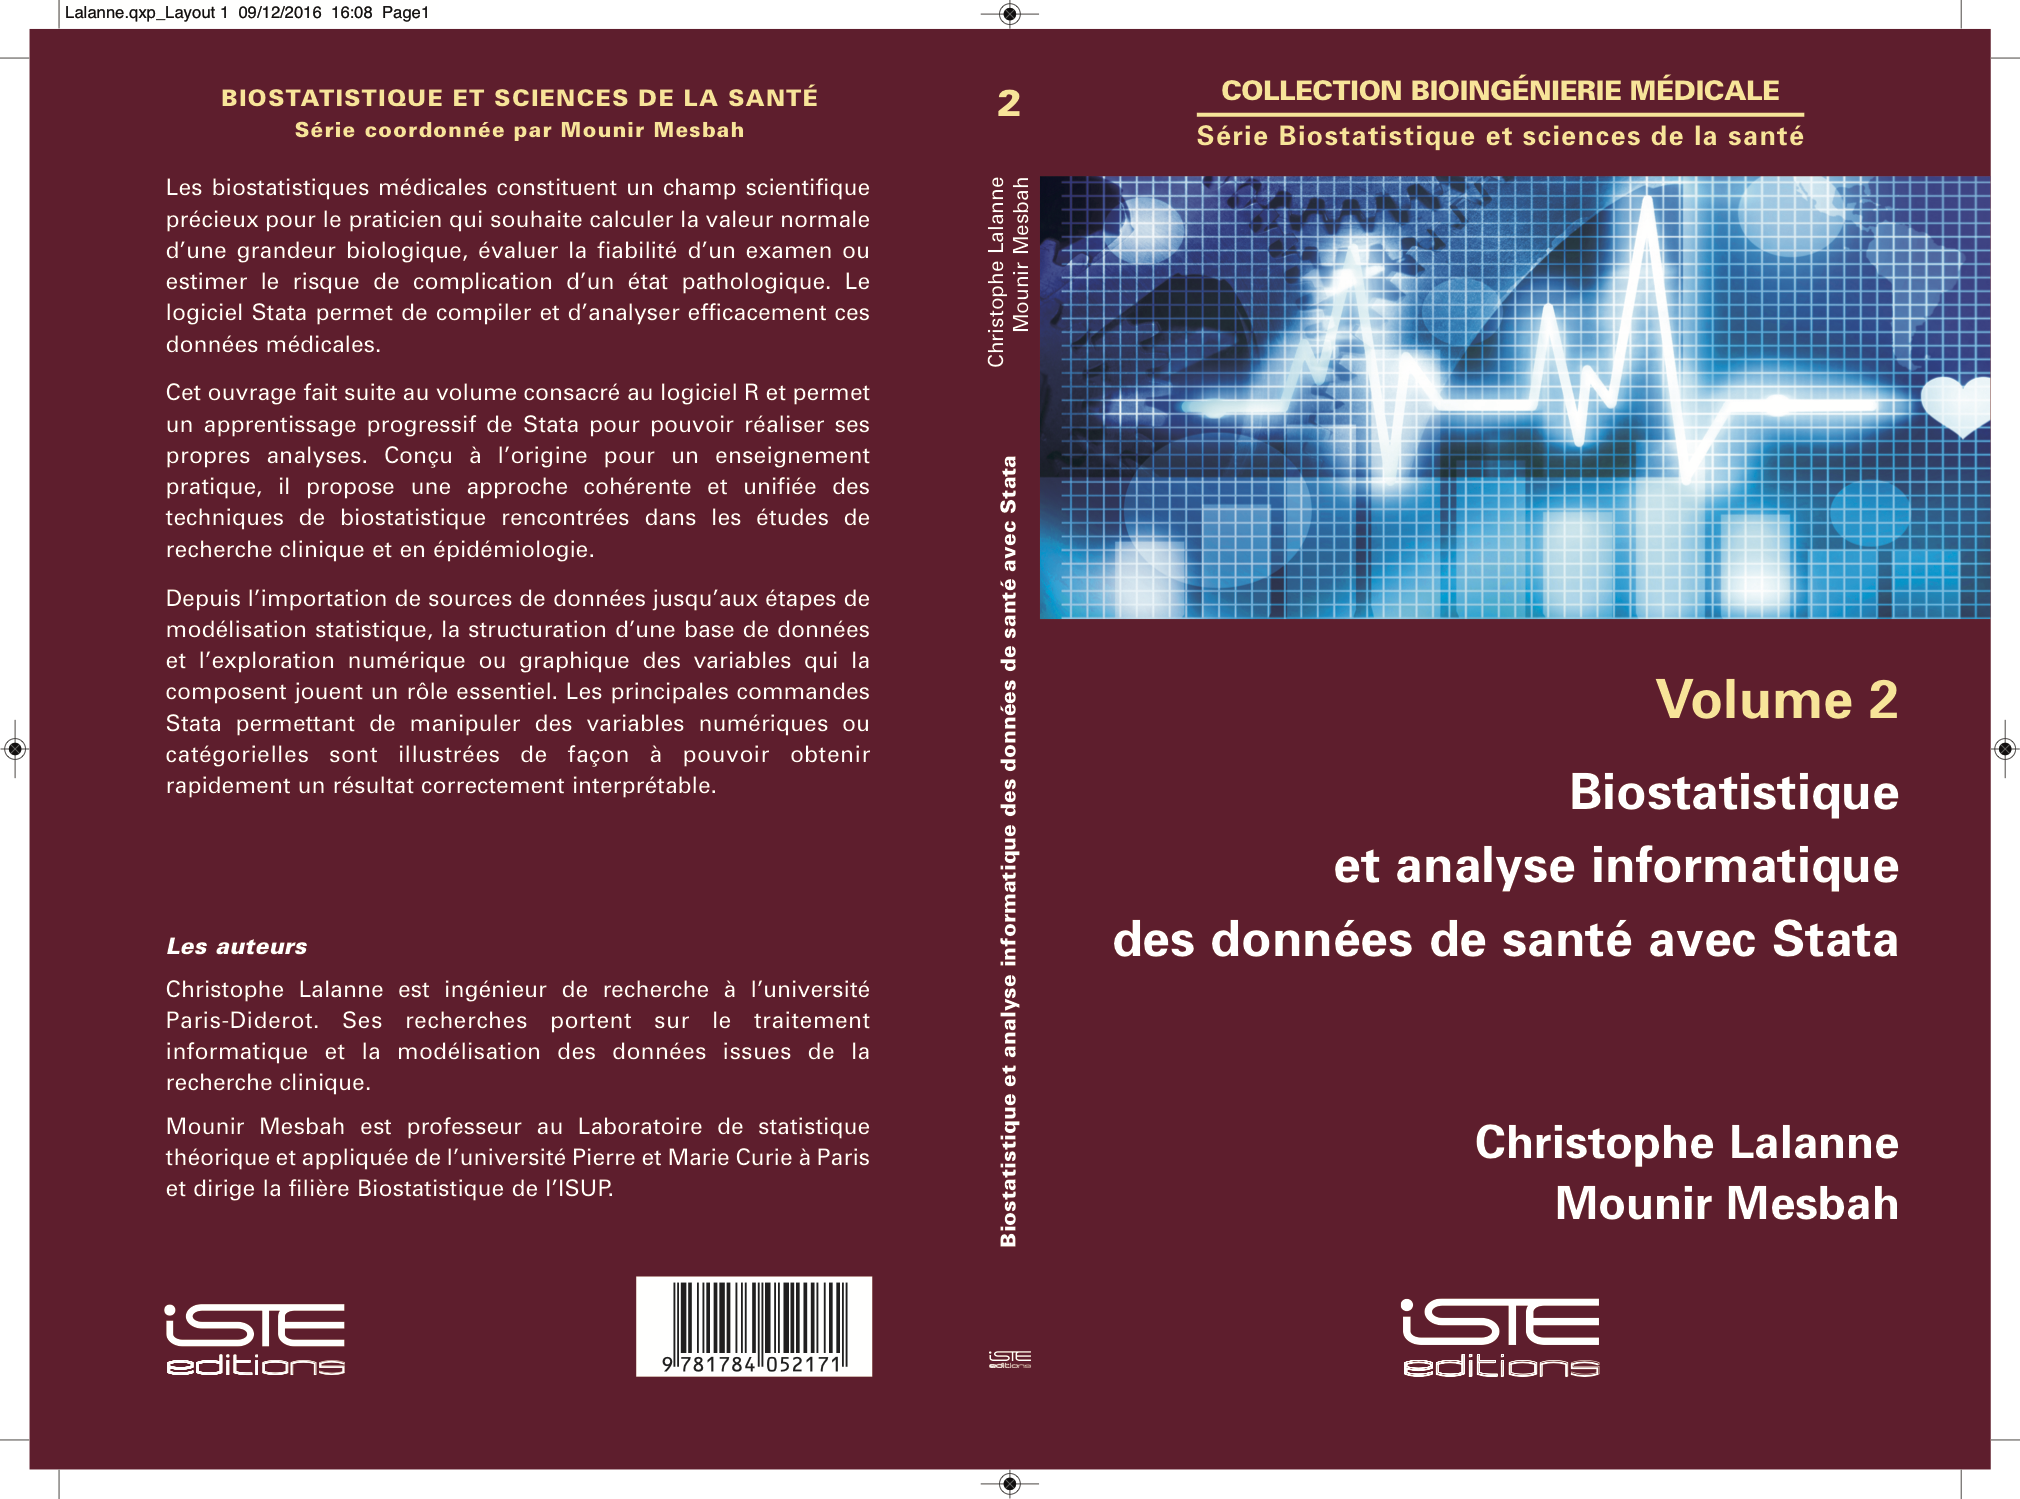 Lalanne.qxp_Layout 1 09/12/2016 16:08 Page1
BIOSTATISTIQUE ET SCIENCES DE LA SANTÉ
Série coordonnée par Mounir Mesbah
Les biostatistiques médicales constituent un champ scientifique
précieux pour le praticien qui souhaite calculer la valeur normale
d’une grandeur biologique, évaluer la fiabilité d’un examen ou
estimer le risque de complication d’un état pathologique. Le
logiciel Stata permet de compiler et d’analyser efficacement ces
données médicales.
Cet ouvrage fait suite au volume consacré au logiciel R et permet
un apprentissage progressif de Stata pour pouvoir réaliser ses
propres analyses. Conçu à l’origine pour un enseignement
pratique, il propose une approche cohérente et unifiée des
techniques de biostatistique rencontrées dans les études de
recherche clinique et en épidémiologie.
Depuis l’importation de sources de données jusqu’aux étapes de
modélisation statistique, la structuration d’une base de données
et l’exploration numérique ou graphique des variables qui la
composent jouent un rôle essentiel. Les principales commandes
Stata permettant de manipuler des variables numériques ou
catégorielles sont illustrées de façon à pouvoir obtenir
rapidement un résultat correctement interprétable.
Les auteurs
Christophe Lalanne est ingénieur de recherche à l’université
Paris-Diderot. Ses recherches portent sur le traitement
informatique et la modélisation des données issues de la
recherche clinique.
Mounir Mesbah est professeur au Laboratoire de statistique
théorique et appliquée de l’université Pierre et Marie Curie à Paris
et dirige la filière Biostatistique de l’ISUP.
iSTE
editions
9 781784 052171
2
Christophe Lalanne
Mounir Mesbah
Biostatistique et analyse informatique des données de santé avec Stata
iSTE
editions
COLLECTION BIOINGÉNIERIE MÉDICALE
Série Biostatistique et sciences de la santé
Volume 2
Biostatistique
et analyse informatique
des données de santé avec Stata
Christophe Lalanne
Mounir Mesbah
iSTE
editions